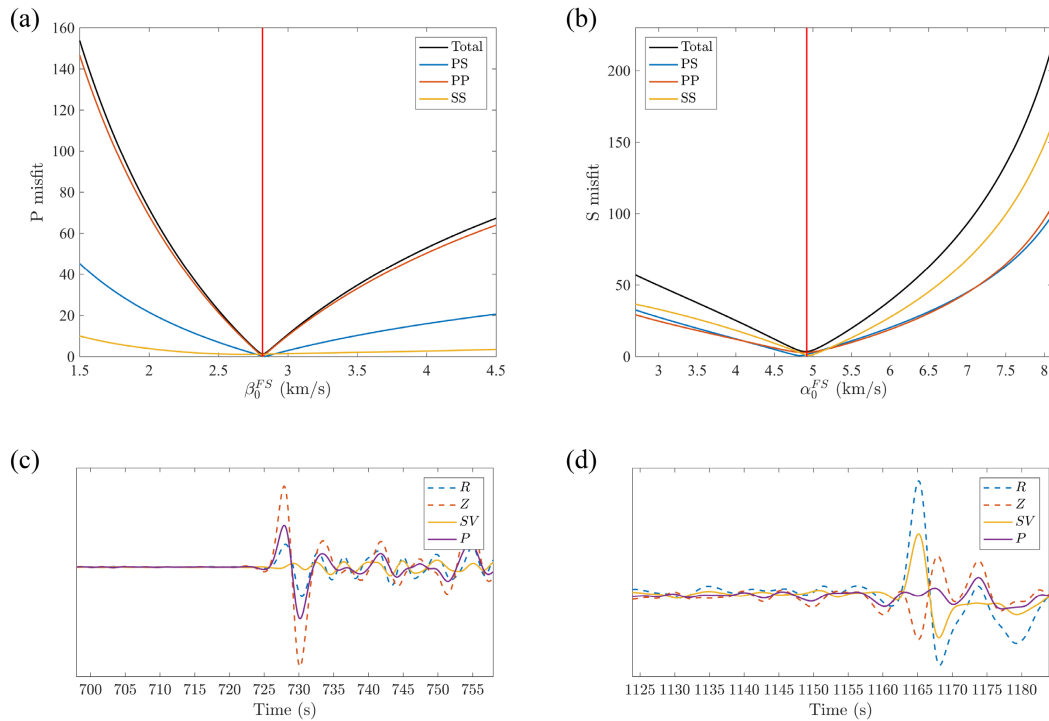 (a)
160
140
120
100
80
60
40
20
0
P misfit
Total
PS
PP
SS
1.5 2 2.5 3 3.5 4 4.5
β₀^FS (km/s)
(b)
200
150
100
50
0
S misfit
Total
PS
PP
SS
3 3.5 4 4.5 5 5.5 6 6.5 7 7.5 8
α₀^FS (km/s)
(c)
R
Z
SV
P
700 705 710 715 720 725 730 735 740 745 750 755
Time (s)
(d)
R
Z
SV
P
1125 1130 1135 1140 1145 1150 1155 1160 1165 1170 1175 1180
Time (s)